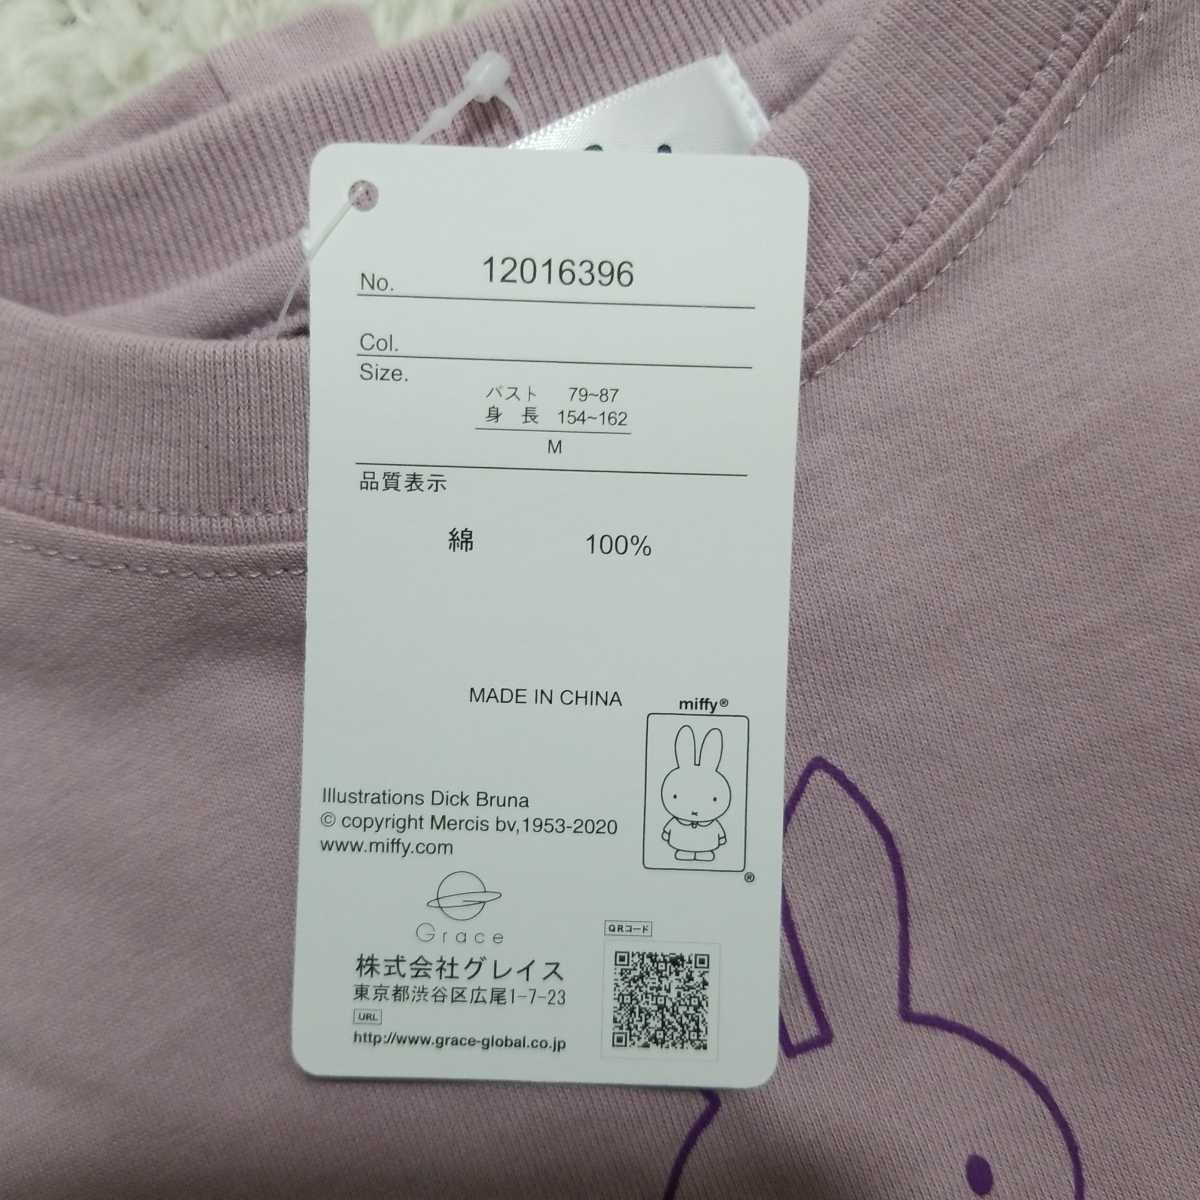 No. 12016396
Col.
Size.
バスト 79~87
身 長 154~162
M
品質表示
綿 100%
MADE IN CHINA
miffy®
®
Illustrations Dick Bruna
© copyright Mercis bv,1953-2020
www.miffy.com
Grace
QRコード
株式会社グレイス
東京都渋谷区広尾1-7-23
URL
http://www.grace-global.co.jp